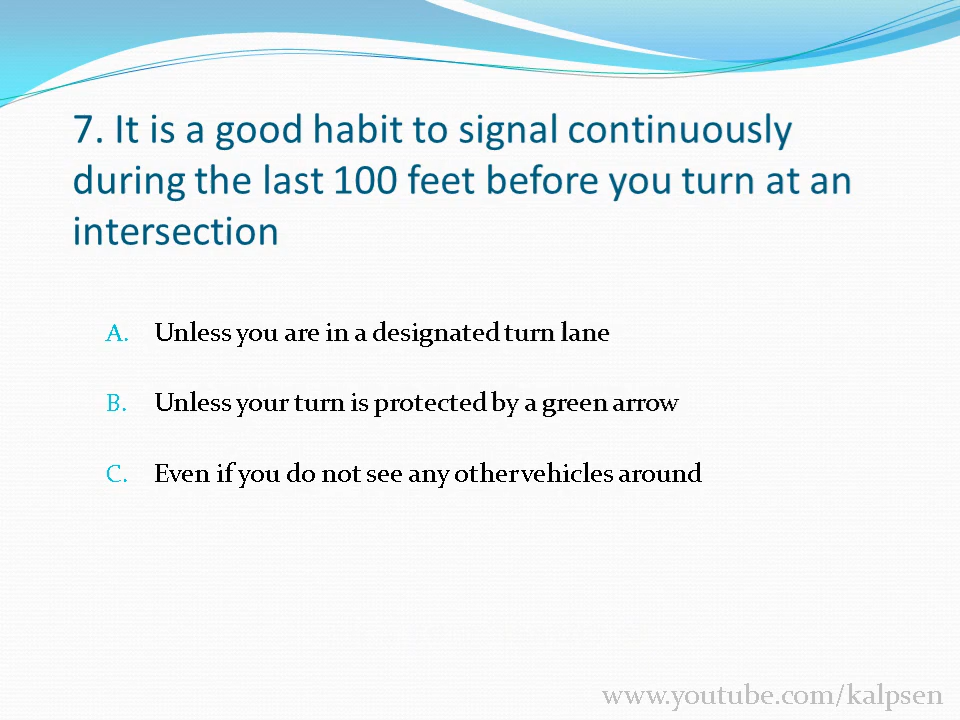 7. It is a good habit to signal continuously
during the last 100 feet before you turn at an
intersection
A. Unless you are in a designated turn lane
B. Unless your turn is protected by a green arrow
C. Even if you do not see any other vehicles around
www.youtube.com/kalpsen